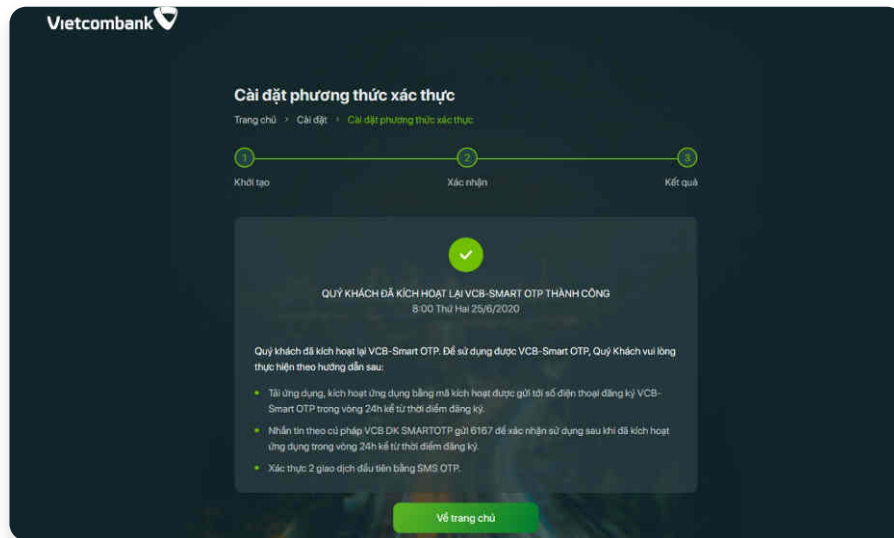 Vietcombank
Cài đặt phương thức xác thực
Trang chủ > Cài đặt > Cài đặt phương thức xác thực
1 2 3
Khởi tạo Xác nhận Kết quả
QUÝ KHÁCH ĐÃ KÍCH HOẠT LẠI VCB-SMART OTP THÀNH CÔNG
8:00 Thứ Hai 25/6/2020
Quý khách đã kích hoạt lại VCB-Smart OTP. Để sử dụng được VCB-Smart OTP, Quý Khách vui lòng
thực hiện theo hướng dẫn sau:
Tải ứng dụng, kích hoạt ứng dụng bằng mã kích hoạt được gửi tới số điện thoại đăng ký VCB-
Smart OTP trong vòng 24h kể từ thời điểm đăng ký.
Nhắn tin theo cú pháp VCB DK SMARTOTP gửi 6167 để xác nhận sử dụng sau khi đã kích hoạt
ứng dụng trong vòng 24h kể từ thời điểm đăng ký.
Xác thực 2 giao dịch đầu tiên bằng SMS OTP.
Về trang chủ